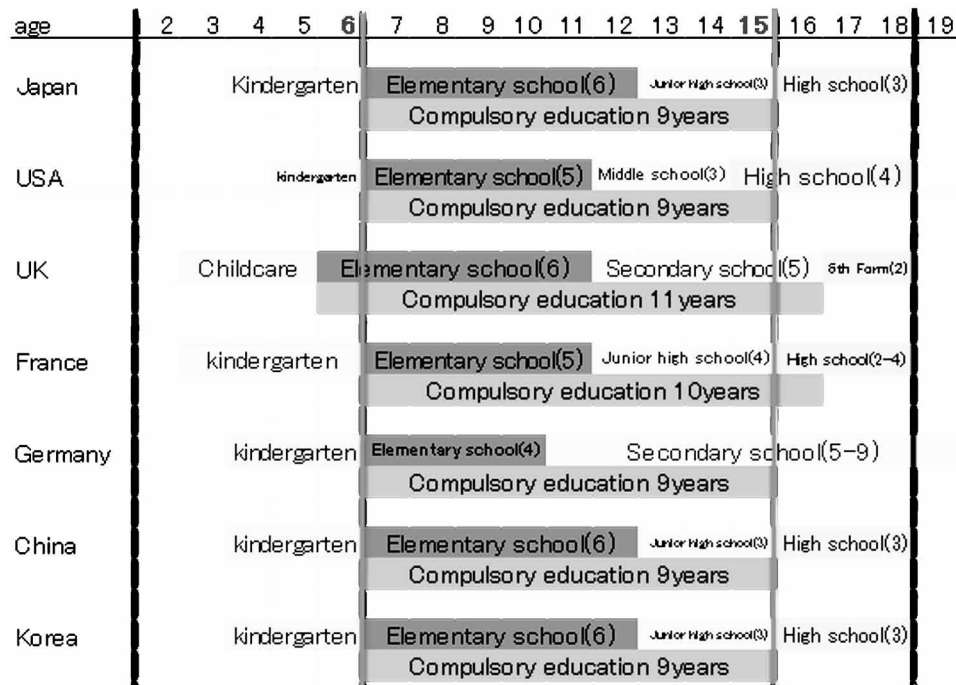 age 2 3 4 5 6 7 8 9 10 11 12 13 14 15 16 17 18 19
Japan Kindergarten Elementary school(6) Junior high school(3) High school(3)
Compulsory education 9years
USA kindergarten Elementary school(5) Middle school(3) High school(4)
Compulsory education 9years
UK Childcare Elementary school(6) Secondary school(5) 6th Farm(2)
Compulsory education 11years
France kindergarten Elementary school(5) Junior high school(4) High school(2-4)
Compulsory education 10years
Germany kindergarten Elementary school(4) Secondary school(5-9)
Compulsory education 9years
China kindergarten Elementary school(6) Junior high school(3) High school(3)
Compulsory education 9years
Korea kindergarten Elementary school(6) Junior high school(3) High school(3)
Compulsory education 9years